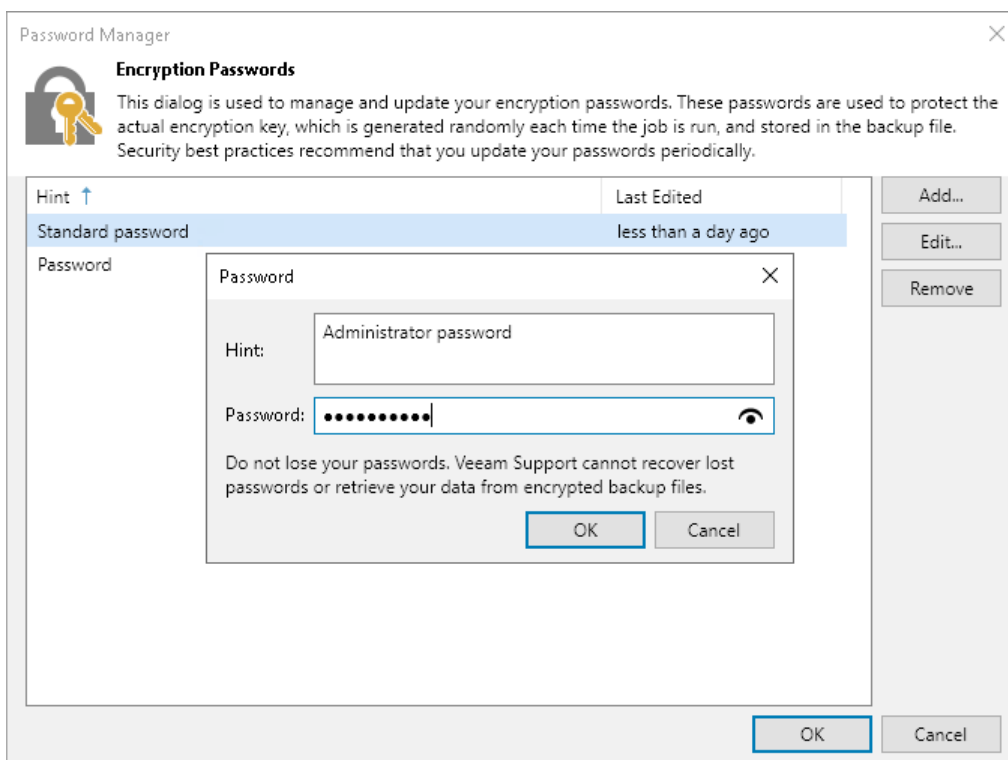 Password Manager
Encryption Passwords
This dialog is used to manage and update your encryption passwords. These passwords are used to protect the
actual encryption key, which is generated randomly each time the job is run, and stored in the backup file.
Security best practices recommend that you update your passwords periodically.
Hint ↑ Last Edited
Standard password less than a day ago
Password
Add...
Edit...
Remove
Password
Hint: Administrator password
Password: ●●●●●●●●●●
Do not lose your passwords. Veeam Support cannot recover lost
passwords or retrieve your data from encrypted backup files.
OK Cancel
OK Cancel